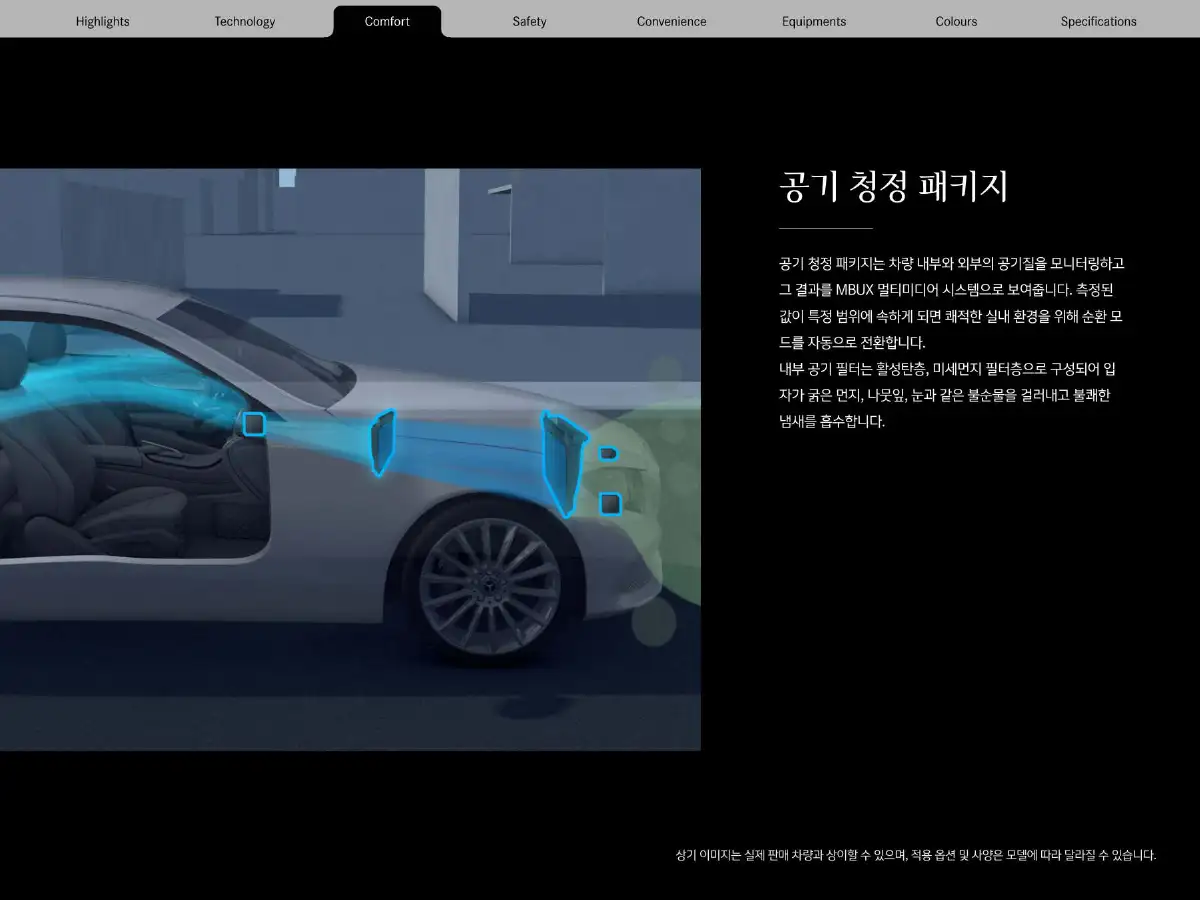 Highlights
Technology
Comfort
Safety
Convenience
Equipments
Colours
Specifications
공기 청정 패키지
공기 청정 패키지는 차량 내부와 외부의 공기질을 모니터링하고
그 결과를 MBUX 멀티미디어 시스템으로 보여줍니다. 측정된
값이 특정 범위에 속하게 되면 쾌적한 실내 환경을 위해 순환 모
드를 자동으로 전환합니다.
내부 공기 필터는 활성탄층, 미세먼지 필터층으로 구성되어 입
자가 굵은 먼지, 나뭇잎, 눈과 같은 불순물을 걸러내고 불쾌한
냄새를 흡수합니다.
상기 이미지는 실제 판매 차량과 상이할 수 있으며, 적용 옵션 및 사양은 모델에 따라 달라질 수 있습니다.